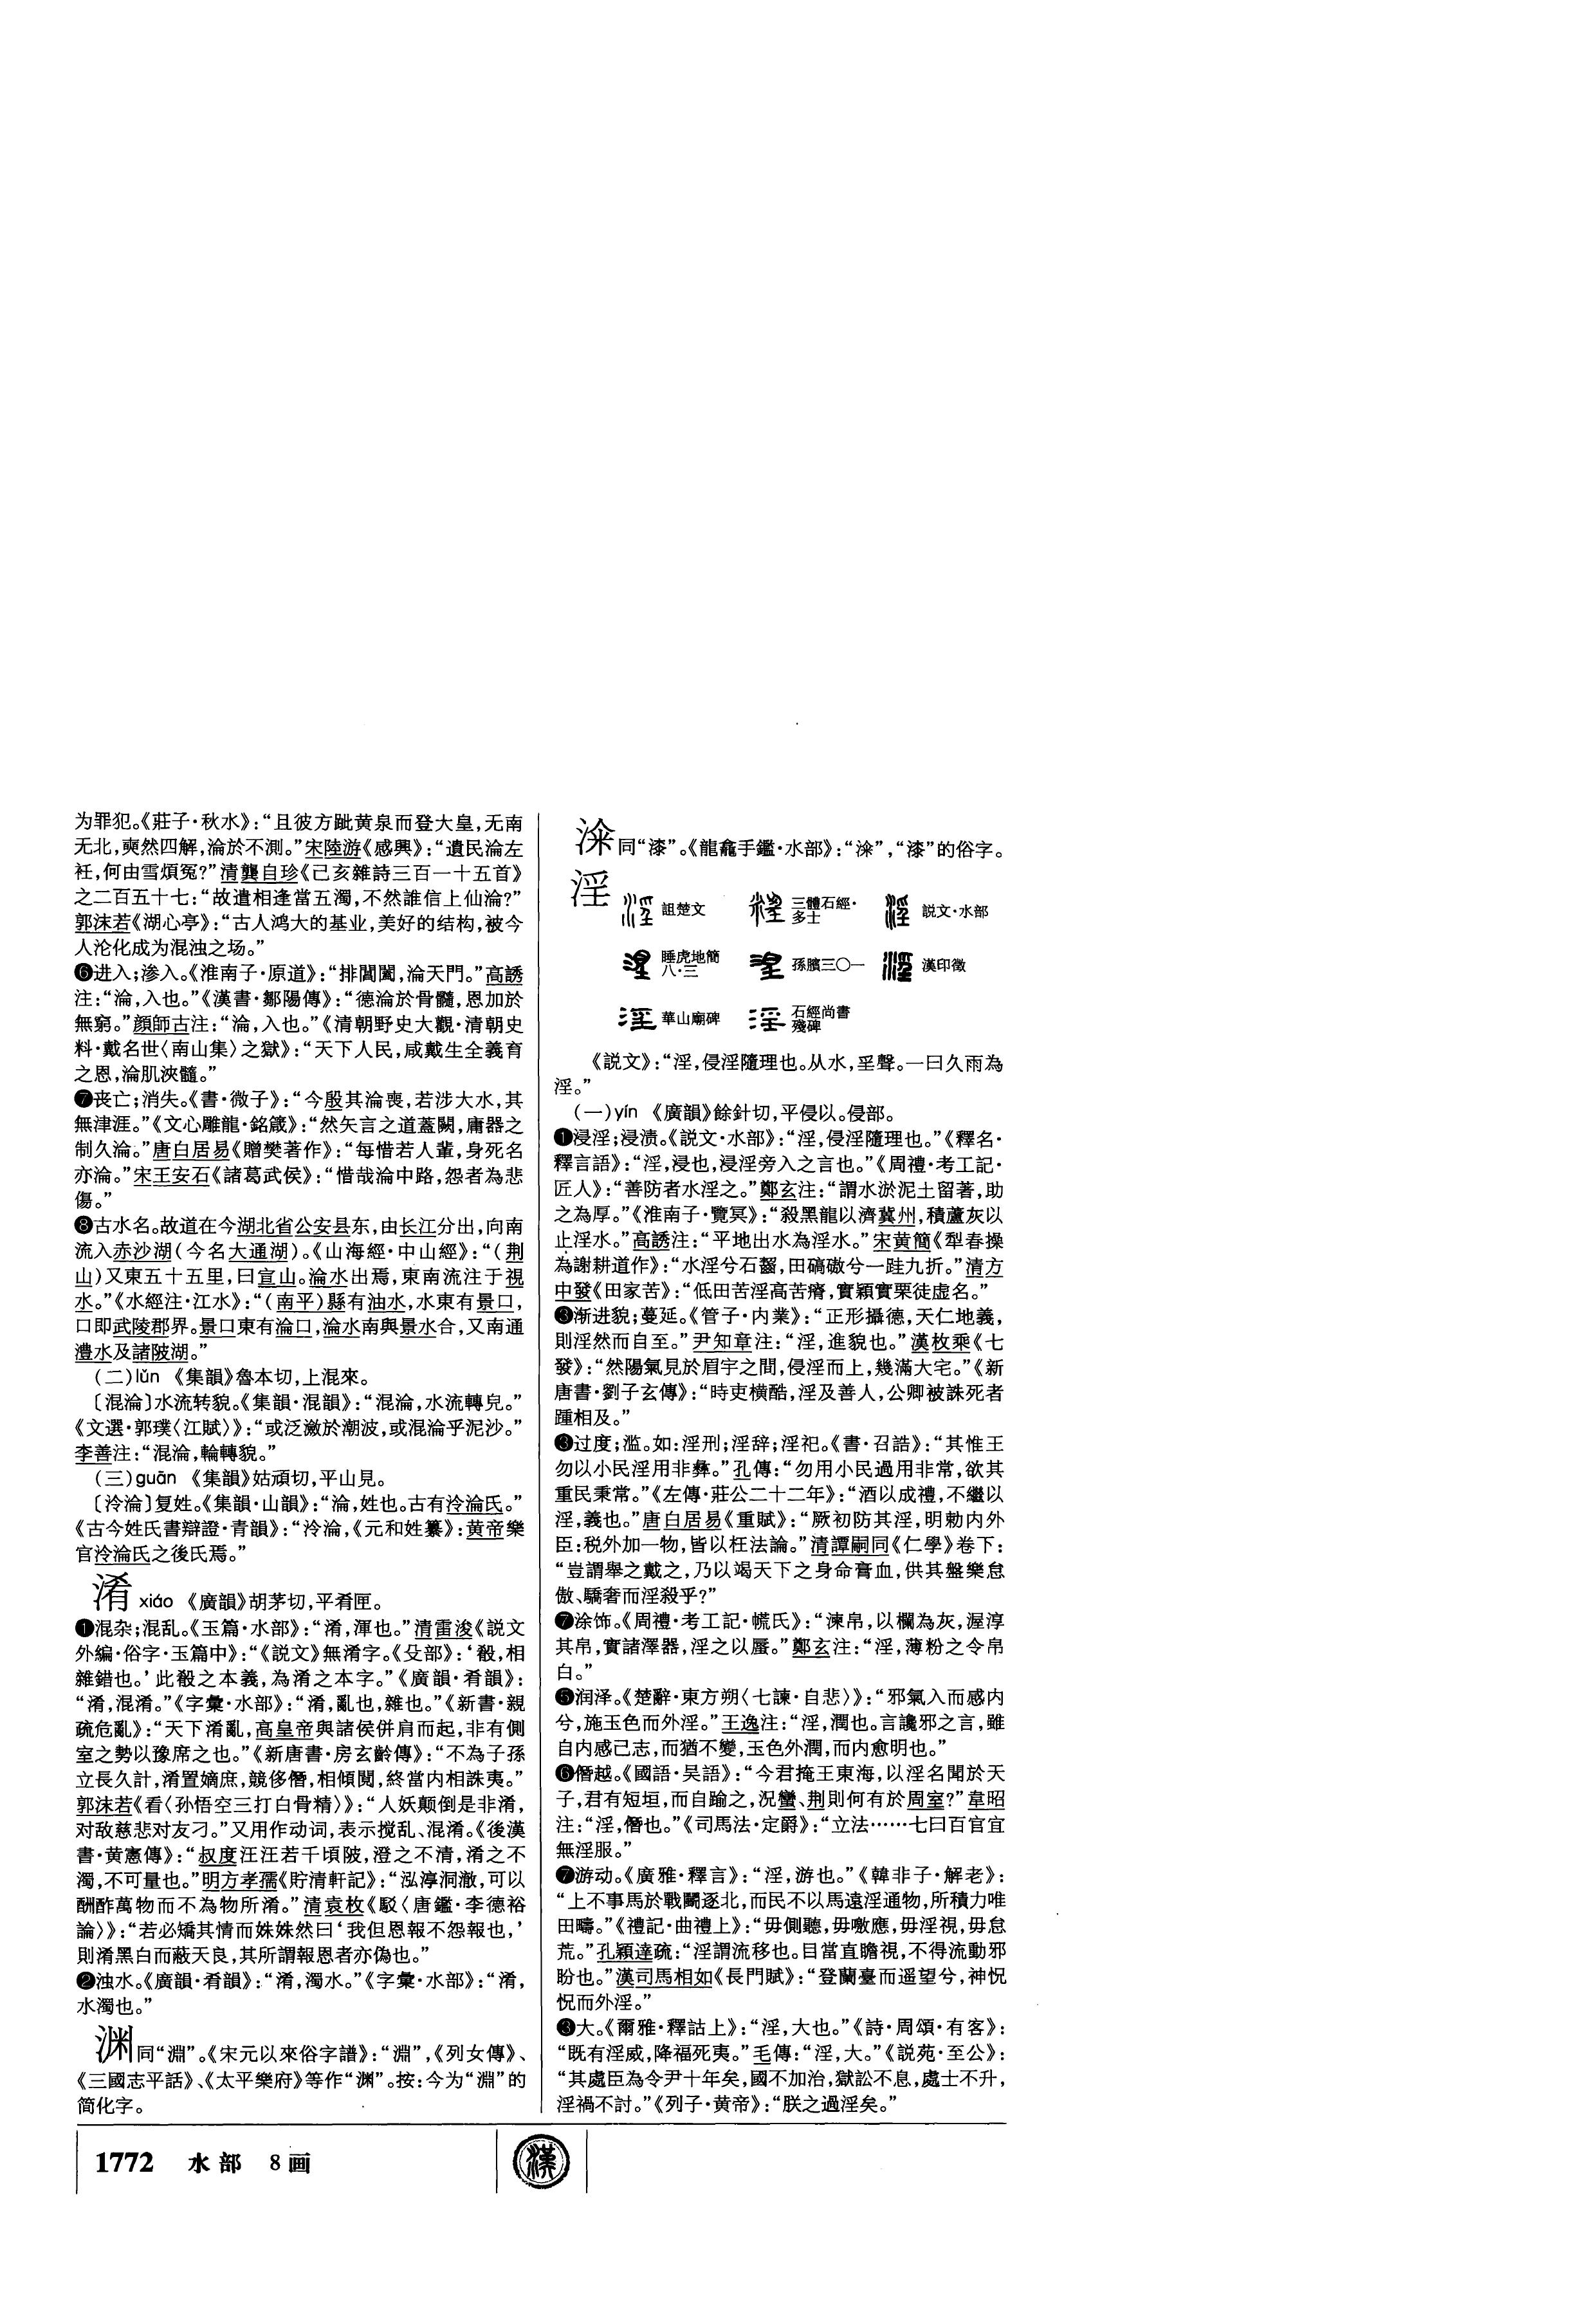 为罪犯。《莊子·秋水》:“且彼方跐黄泉而登大皇,无南
无北,奭然四解,淪於不測。”宋陸游《感興》:“遺民淪左
衽,何由雪煩冤?”清龔自珍《己亥雜詩三百一十五首》
之二百五十七:“故遣相逢當五濁,不然誰信上仙淪?”
郭沫若《湖心亭》:“古人鸿大的基业,美好的结构,被今
人沦化成为混浊之场。”
❻进入;渗入。《淮南子·原道》:“排閶闔,淪天門。”高誘
注:“淪,入也。”《漢書·鄒陽傳》:“德淪於骨髓,恩加於
無窮。”顔師古注:“淪,入也。”《清朝野史大觀·清朝史
料·戴名世〈南山集〉之獄》:“天下人民,咸戴生全義育
之恩,淪肌浹髓。”
❼丧亡;消失。《書·微子》:“今殷其淪喪,若涉大水,其
無津涯。”《文心雕龍·銘箴》:“然矢言之道蓋闕,庸器之
制久淪。”唐白居易《贈樊著作》:“每惜若人輩,身死名
亦淪。”宋王安石《諸葛武侯》:“惜哉淪中路,怨者為悲
傷。”
❽古水名。故道在今湖北省公安县东,由长江分出,向南
流入赤沙湖(今名大通湖)。《山海經·中山經》:“(荆
山)又東五十五里,曰宣山。淪水出焉,東南流注于視
水。”《水經注·江水》:“(南平)縣有油水,水東有景口,
口即武陵郡界。景口東有淪口,淪水南與景水合,又南通
澧水及諸陂湖。”
(二)lǔn 《集韻》魯本切,上混來。
〔混淪〕水流转貌。《集韻·混韻》:“混淪,水流轉皃。”
《文選·郭璞〈江賦〉》:“或泛瀲於潮波,或混淪乎泥沙。”
李善注:“混淪,輪轉貌。”
(三)guān 《集韻》姑頑切,平山見。
〔泠淪〕复姓。《集韻·山韻》:“淪,姓也。古有泠淪氏。”
《古今姓氏書辯證·青韻》:“泠淪,《元和姓纂》:黄帝樂
官泠淪氏之後氏焉。”
淆 xiáo 《廣韻》胡茅切,平肴匣。
❶混杂;混乱。《玉篇·水部》:“淆,渾也。”清雷浚《説文
外編·俗字·玉篇中》:“《説文》無淆字。《殳部》:‘殽,相
雜錯也。’此殽之本義,為淆之本字。”《廣韻·肴韻》:
“淆,混淆。”《字彙·水部》:“淆,亂也,雜也。”《新書·親
疏危亂》:“天下淆亂,高皇帝與諸侯併肩而起,非有側
室之勢以豫席之也。”《新唐書·房玄齡傳》:“不為子孫
立長久計,淆置嫡庶,競侈僭,相傾鬩,終當内相誅夷。”
郭沫若《看〈孙悟空三打白骨精〉》:“人妖颠倒是非淆,
对敌慈悲对友刁。”又用作动词,表示搅乱、混淆。《後漢
書·黄憲傳》:“叔度汪汪若千頃陂,澄之不清,淆之不
濁,不可量也。”明方孝孺《貯清軒記》:“泓渟洞澈,可以
酬酢萬物而不為物所淆。”清袁枚《駁〈唐鑑·李德裕
論〉》:“若必矯其情而姝姝然曰‘我但恩報不怨報也,’
則淆黑白而蔽天良,其所謂報恩者亦偽也。”
❷浊水。《廣韻·肴韻》:“淆,濁水。”《字彙·水部》:“淆,
水濁也。”
渊 同“淵”。《宋元以來俗字譜》:“淵”,《列女傳》、
《三國志平話》、《太平樂府》等作“渊”。按:今为“淵”的
简化字。
同“漆”。《龍龕手鑑·水部》:“”,“漆”的俗字。
淫
詛楚文 三體石經·多士 説文·水部
睡虎地簡八·三 孫臏三〇一 漢印徵
華山廟碑 石經尚書殘碑
《説文》:“淫,侵淫隨理也。从水,㸒聲。一曰久雨為
淫。”
(一)yín 《廣韻》餘針切,平侵以。侵部。
❶浸淫;浸渍。《説文·水部》:“淫,侵淫隨理也。”《釋名·
釋言語》:“淫,浸也,浸淫旁入之言也。”《周禮·考工記·
匠人》:“善防者水淫之。”鄭玄注:“謂水淤泥土留著,助
之為厚。”《淮南子·覽冥》:“殺黑龍以濟冀州,積蘆灰以
止淫水。”高誘注:“平地出水為淫水。”宋黄簡《犁春操
為謝耕道作》:“水淫兮石齧,田磽磝兮一跬九折。”清方
中發《田家苦》:“低田苦淫高苦瘠,實穎實栗徒虚名。”
❸渐进貌;蔓延。《管子·内業》:“正形攝德,天仁地義,
則淫然而自至。”尹知章注:“淫,進貌也。”漢枚乘《七
發》:“然陽氣見於眉宇之間,侵淫而上,幾滿大宅。”《新
唐書·劉子玄傳》:“時吏横酷,淫及善人,公卿被誅死者
踵相及。”
❸过度;滥。如:淫刑;淫辞;淫祀。《書·召誥》:“其惟王
勿以小民淫用非彝。”孔傳:“勿用小民過用非常,欲其
重民秉常。”《左傳·莊公二十二年》:“酒以成禮,不繼以
淫,義也。”唐白居易《重賦》:“厥初防其淫,明勅内外
臣:税外加一物,皆以枉法論。”清譚嗣同《仁學》卷下:
“豈謂舉之戴之,乃以竭天下之身命膏血,供其盤樂怠
傲、驕奢而淫殺乎?”
❼涂饰。《周禮·考工記·㡛氏》:“湅帛,以欄為灰,渥淳
其帛,實諸澤器,淫之以蜃。”鄭玄注:“淫,薄粉之令帛
白。”
❺润泽。《楚辭·東方朔〈七諫·自悲〉》:“邪氣入而感内
兮,施玉色而外淫。”王逸注:“淫,潤也。言讒邪之言,雖
自内感己志,而猶不變,玉色外潤,而内愈明也。”
❻僭越。《國語·吴語》:“今君掩王東海,以淫名聞於天
子,君有短垣,而自踰之,況蠻、荆則何有於周室?”韋昭
注:“淫,僭也。”《司馬法·定爵》:“立法……七曰百官宜
無淫服。”
❼游动。《廣雅·釋言》:“淫,游也。”《韓非子·解老》:
“上不事馬於戰鬭逐北,而民不以馬遠淫通物,所積力唯
田疇。”《禮記·曲禮上》:“毋側聽,毋噭應,毋淫視,毋怠
荒。”孔穎達疏:“淫謂流移也。目當直瞻視,不得流動邪
盼也。”漢司馬相如《長門賦》:“登蘭臺而遥望兮,神怳
怳而外淫。”
❸大。《爾雅·釋詁上》:“淫,大也。”《詩·周頌·有客》:
“既有淫威,降福死夷。”毛傳:“淫,大。”《説苑·至公》:
“其處臣為令尹十年矣,國不加治,獄訟不息,處士不升,
淫禍不討。”《列子·黄帝》:“朕之過淫矣。”
1772 水部 8画
漢